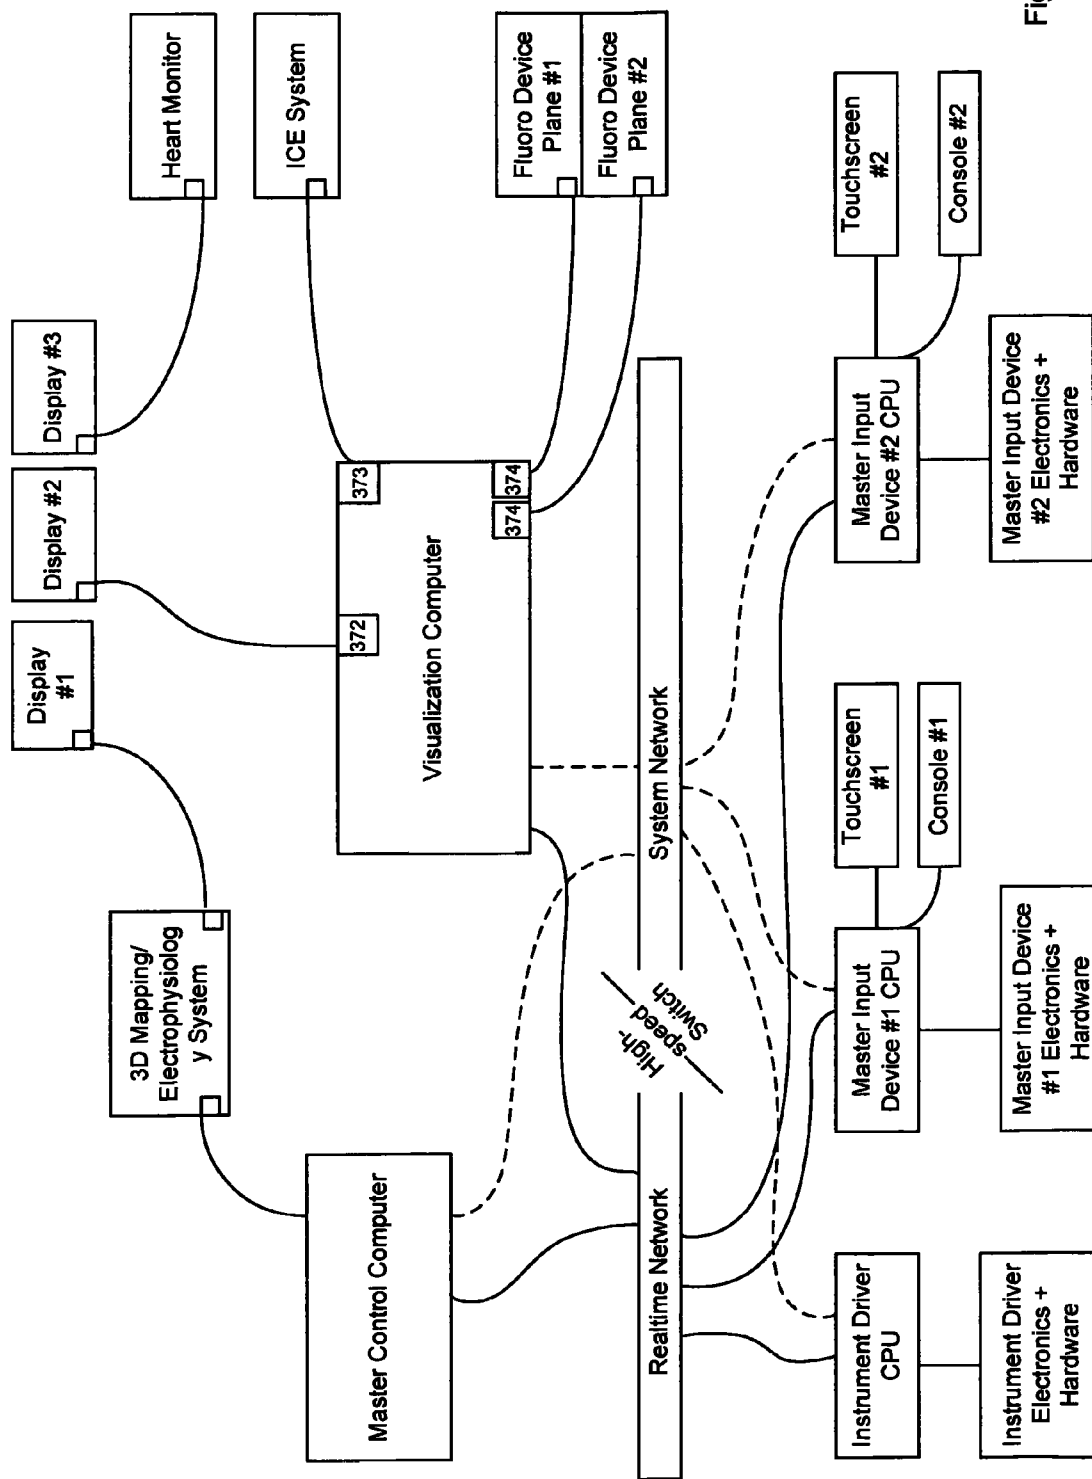 Display
#1
Display #2
Display #3
3D Mapping/
Electrophysiolog
y System
Heart Monitor
ICE System
Master Control Computer
Visualization Computer
372
373
374
374
Fluoro Device
Plane #1
Fluoro Device
Plane #2
Realtime Network
High-
speed
Switch
System Network
Instrument Driver
CPU
Master Input
Device #1 CPU
Touchscreen
#1
Console #1
Master Input
Device #2 CPU
Touchscreen
#2
Console #2
Instrument Driver
Electronics +
Hardware
Master Input Device
#1 Electronics +
Hardware
Master Input Device
#2 Electronics +
Hardware